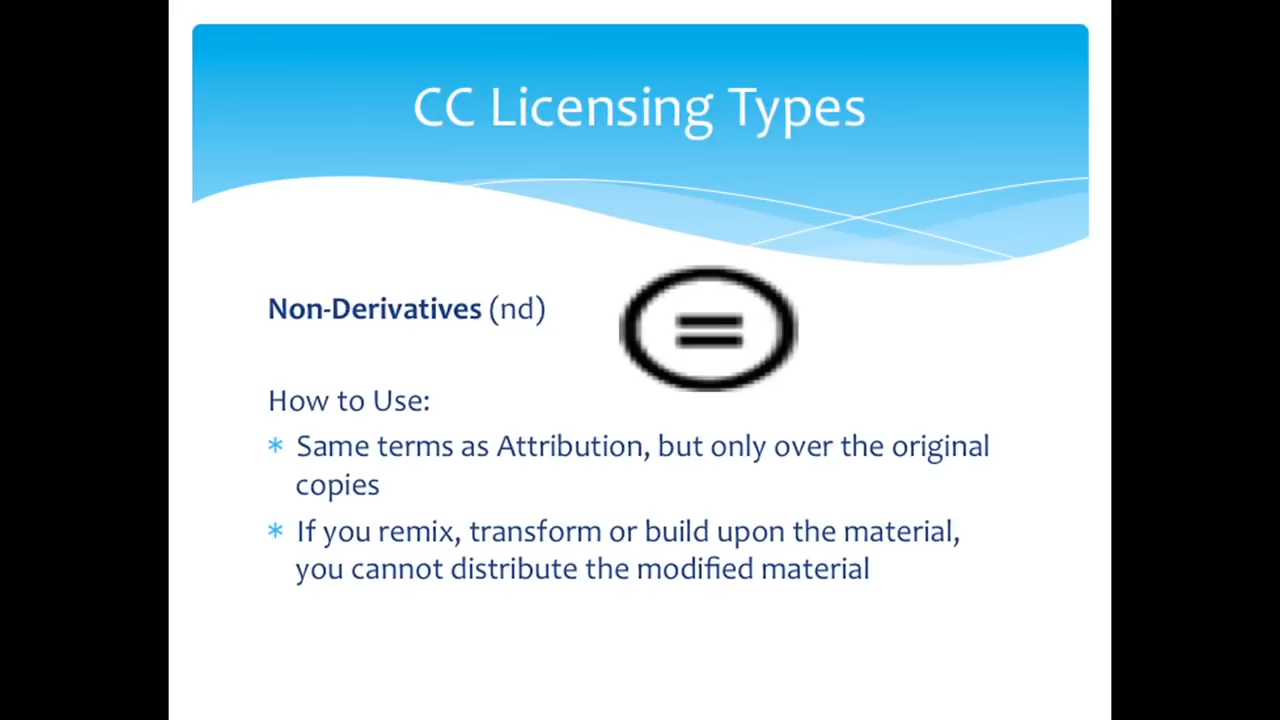 CC Licensing Types
Non-Derivatives (nd)
How to Use:
* Same terms as Attribution, but only over the original
copies
* If you remix, transform or build upon the material,
you cannot distribute the modified material